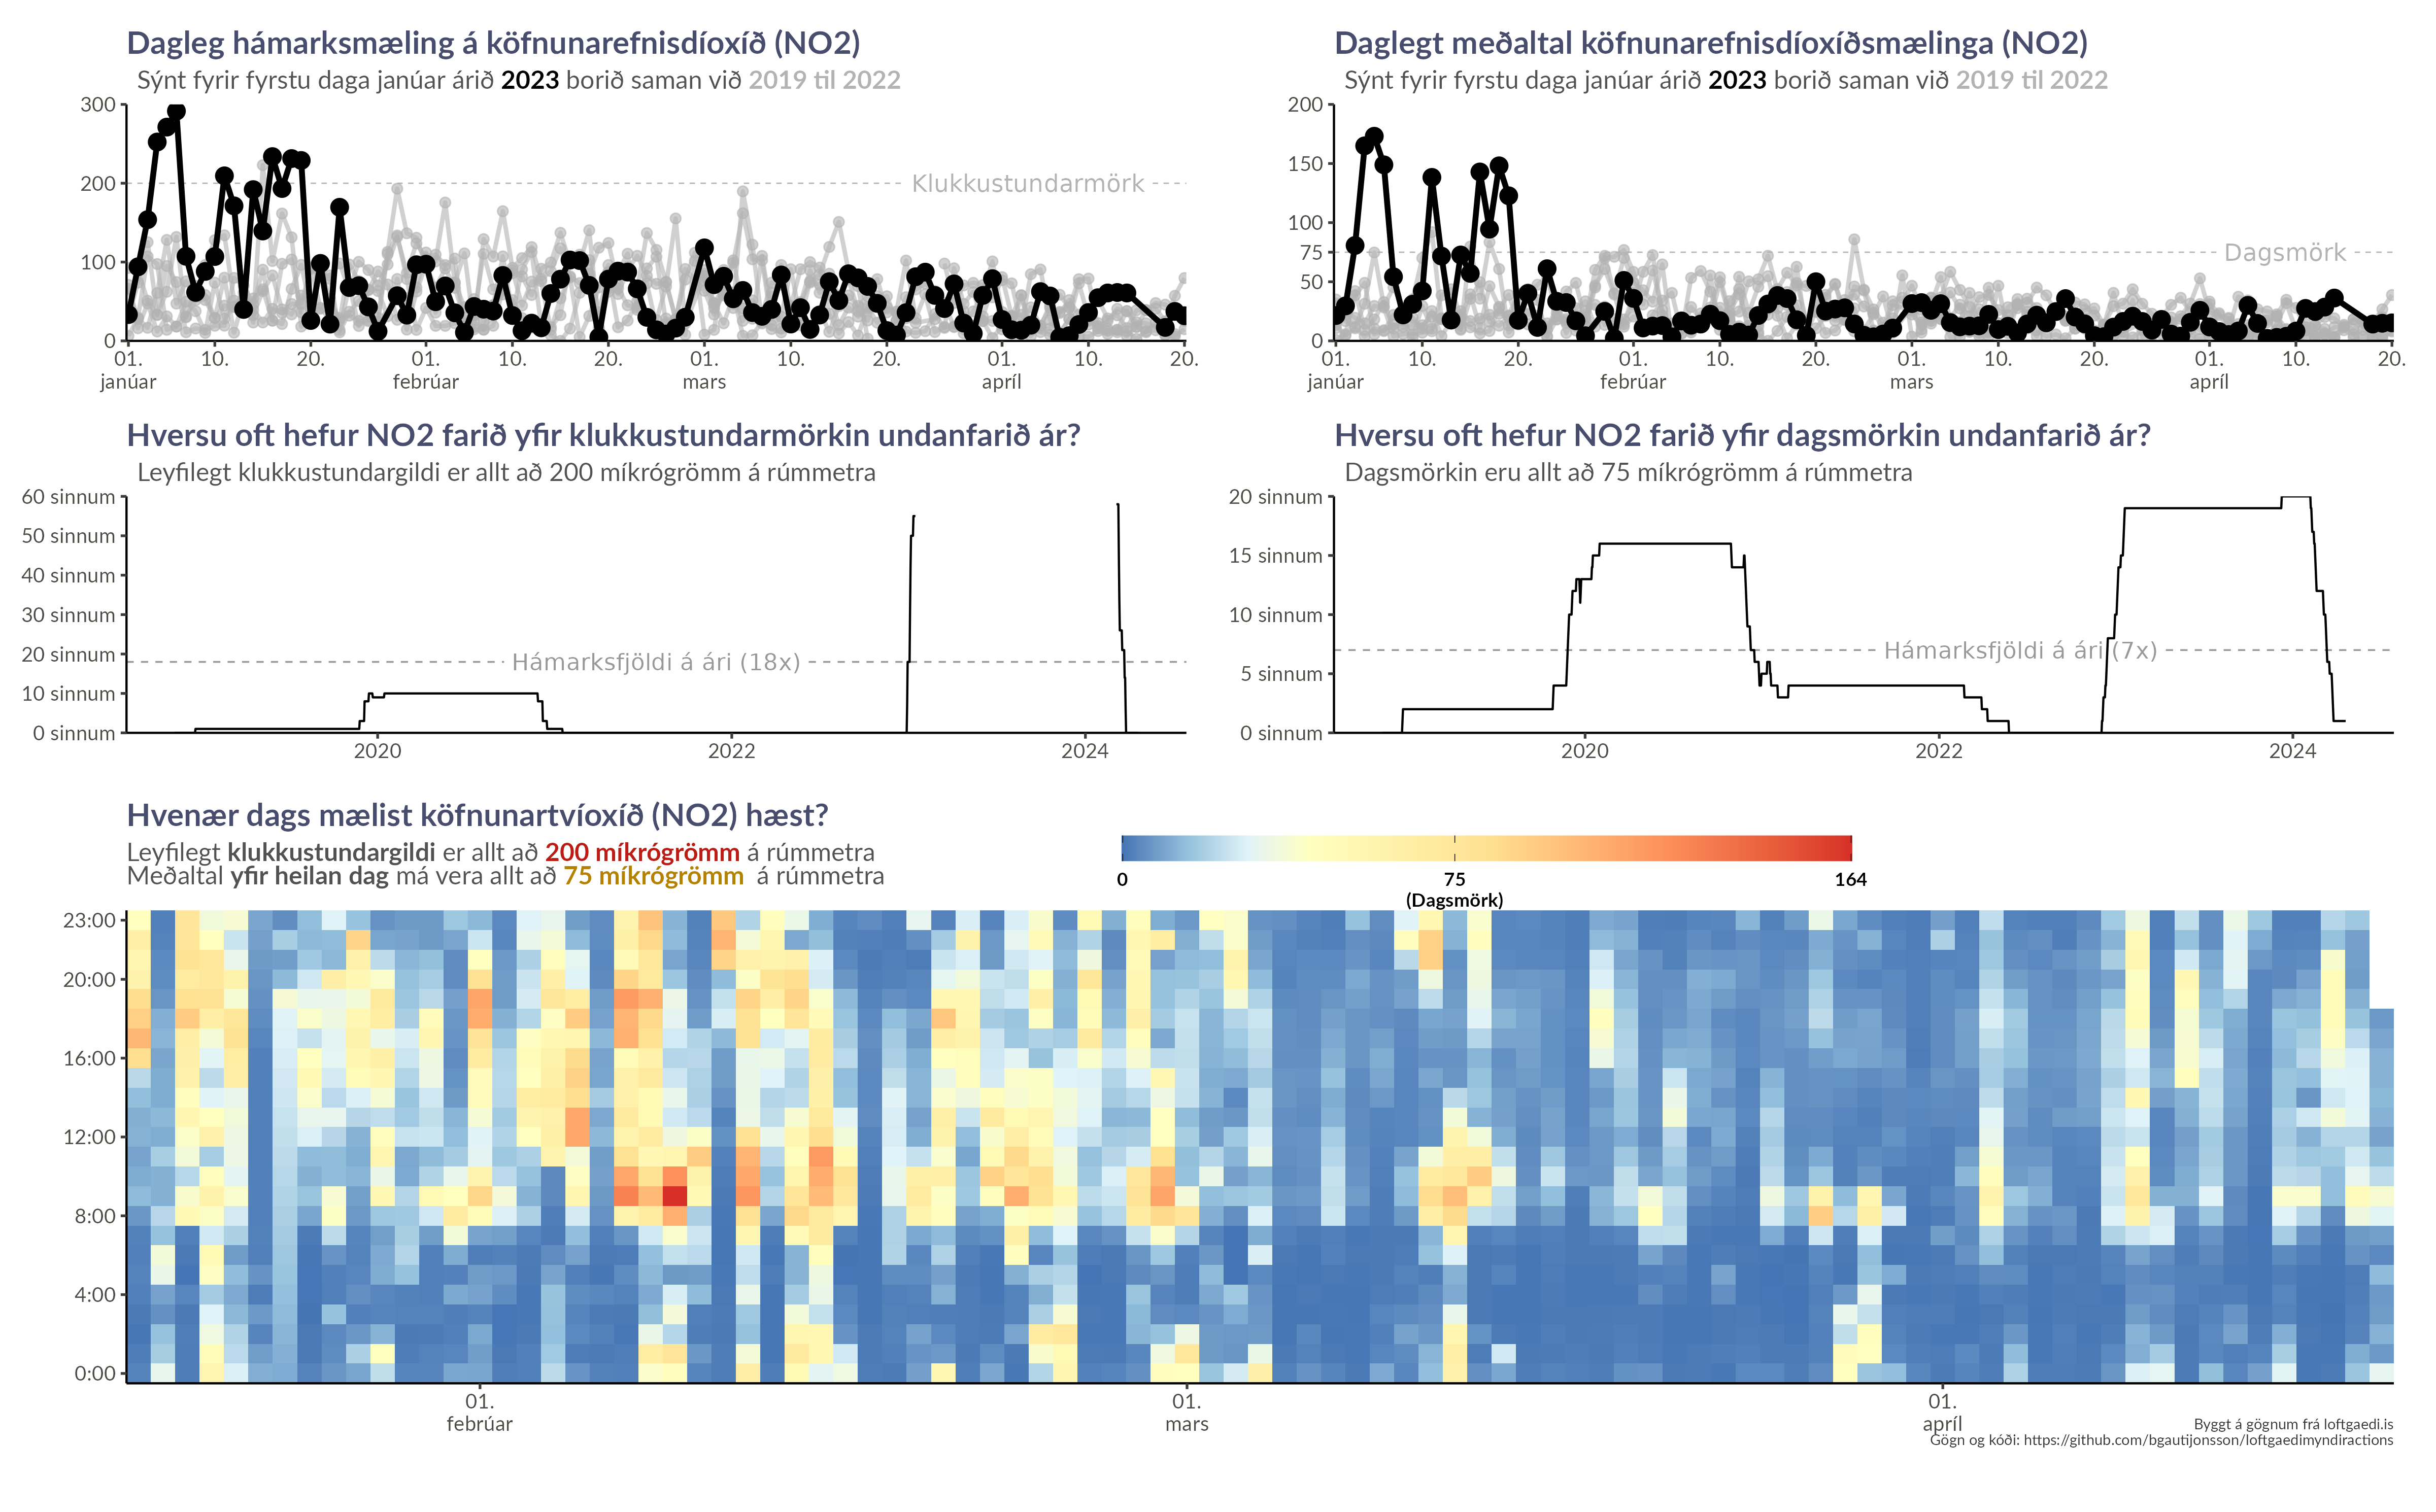 Dagleg hámarksmæling á köfnunarefnisdíoxíð (NO2)
Sýnt fyrir fyrstu daga janúar árið 2023 borið saman við 2019 til 2022
300
200
100
0
Klukkustundarmörk
01. 10. 20. 01. 10. 20. 01. 10. 20. 01. 10. 20.
janúar febrúar mars apríl
Daglegt meðaltal köfnunarefnisdíoxíðsmælinga (NO2)
Sýnt fyrir fyrstu daga janúar árið 2023 borið saman við 2019 til 2022
200
150
100
75
50
0
Dagsmörk
01. 10. 20. 01. 10. 20. 01. 10. 20. 01. 10. 20.
janúar febrúar mars apríl
Hversu oft hefur NO2 farið yfir klukkustundarmörkin undanfarið ár?
Leyfilegt klukkustundargildi er allt að 200 míkrógrömm á rúmmetra
60 sinnum
50 sinnum
40 sinnum
30 sinnum
20 sinnum
10 sinnum
0 sinnum
Hámarksfjöldi á ári (18x)
2020 2022 2024
Hversu oft hefur NO2 farið yfir dagsmörkin undanfarið ár?
Dagsmörkin eru allt að 75 míkrógrömm á rúmmetra
20 sinnum
15 sinnum
10 sinnum
5 sinnum
0 sinnum
Hámarksfjöldi á ári (7x)
2020 2022 2024
Hvenær dags mælist köfnunartvíoxíð (NO2) hæst?
Leyfilegt klukkustundargildi er allt að 200 míkrógrömm á rúmmetra
Meðaltal yfir heilan dag má vera allt að 75 míkrógrömm á rúmmetra
0 75 164
(Dagsmörk)
23:00
20:00
16:00
12:00
8:00
4:00
0:00
01. 01. 01.
febrúar mars apríl
Byggt á gögnum frá loftgaedi.is
Gögn og kóði: https://github.com/bgautijonsson/loftgaedimyndiractions